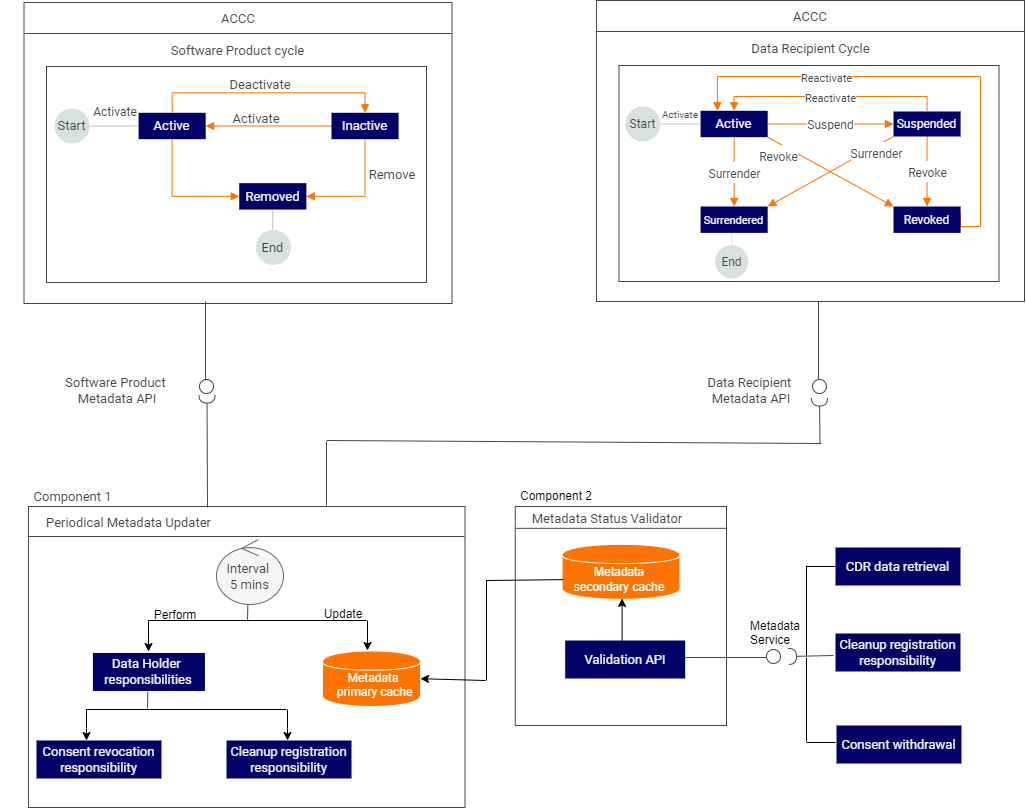 ACCC
Software Product cycle
Deactivate
Activate
Start
Active
Activate
Inactive
Remove
Removed
End
ACCC
Data Recipient Cycle
Reactivate
Reactivate
Activate
Start
Active
Suspend
Suspended
Revoke
Surrender
Surrender
Revoke
Surrendered
Revoked
End
Software Product
Metadata API
Data Recipient
Metadata API
Component 1
Periodical Metadata Updater
Interval
5 mins
Perform
Update
Data Holder
responsibilities
Metadata
primary cache
Consent revocation
responsibility
Cleanup registration
responsibility
Component 2
Metadata Status Validator
Metadata
secondary cache
Validation API
Metadata
Service
CDR data retrieval
Cleanup registration
responsibility
Consent withdrawal